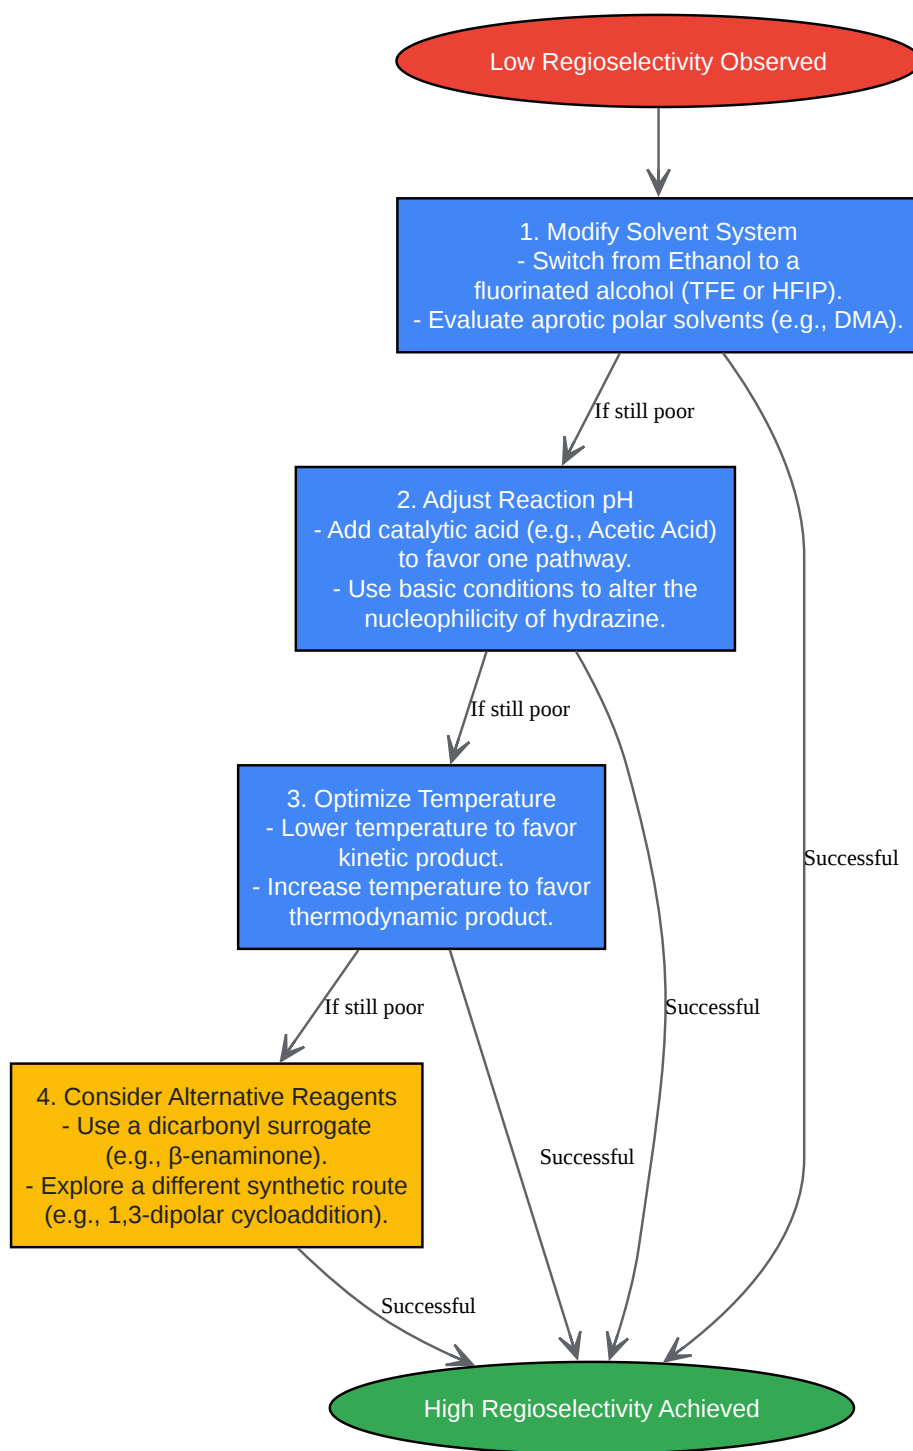 Low Regioselectivity Observed
1. Modify Solvent System
- Switch from Ethanol to a
fluorinated alcohol (TFE or HFIP).
- Evaluate aprotic polar solvents (e.g., DMA).
If still poor
2. Adjust Reaction pH
- Add catalytic acid (e.g., Acetic Acid)
to favor one pathway.
- Use basic conditions to alter the
nucleophilicity of hydrazine.
If still poor
3. Optimize Temperature
- Lower temperature to favor
kinetic product.
- Increase temperature to favor
thermodynamic product.
Successful
If still poor
Successful
4. Consider Alternative Reagents
- Use a dicarbonyl surrogate
(e.g., β-enaminone).
- Explore a different synthetic route
(e.g., 1,3-dipolar cycloaddition).
Successful
Successful
High Regioselectivity Achieved